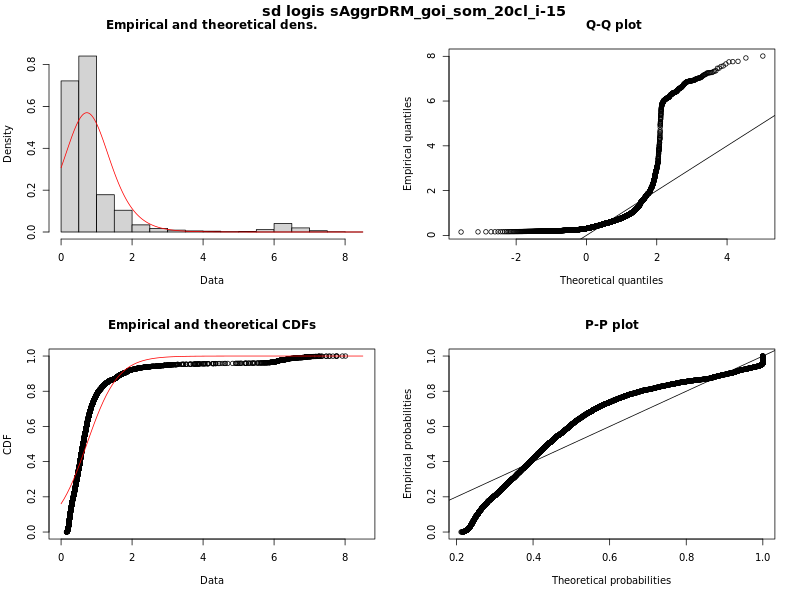 sd logis sAggrDRM_goi_som_20cl_i-15
Empirical and theoretical dens.
Density
0.0 0.2 0.4 0.6 0.8
0 2 4 6 8
Data
Q-Q plot
Empirical quantiles
0 2 4 6 8
-2 0 2 4
Theoretical quantiles
Empirical and theoretical CDFs
CDF
0.0 0.2 0.4 0.6 0.8 1.0
0 2 4 6 8
Data
P-P plot
Empirical probabilities
0.0 0.2 0.4 0.6 0.8 1.0
0.2 0.4 0.6 0.8 1.0
Theoretical probabilities